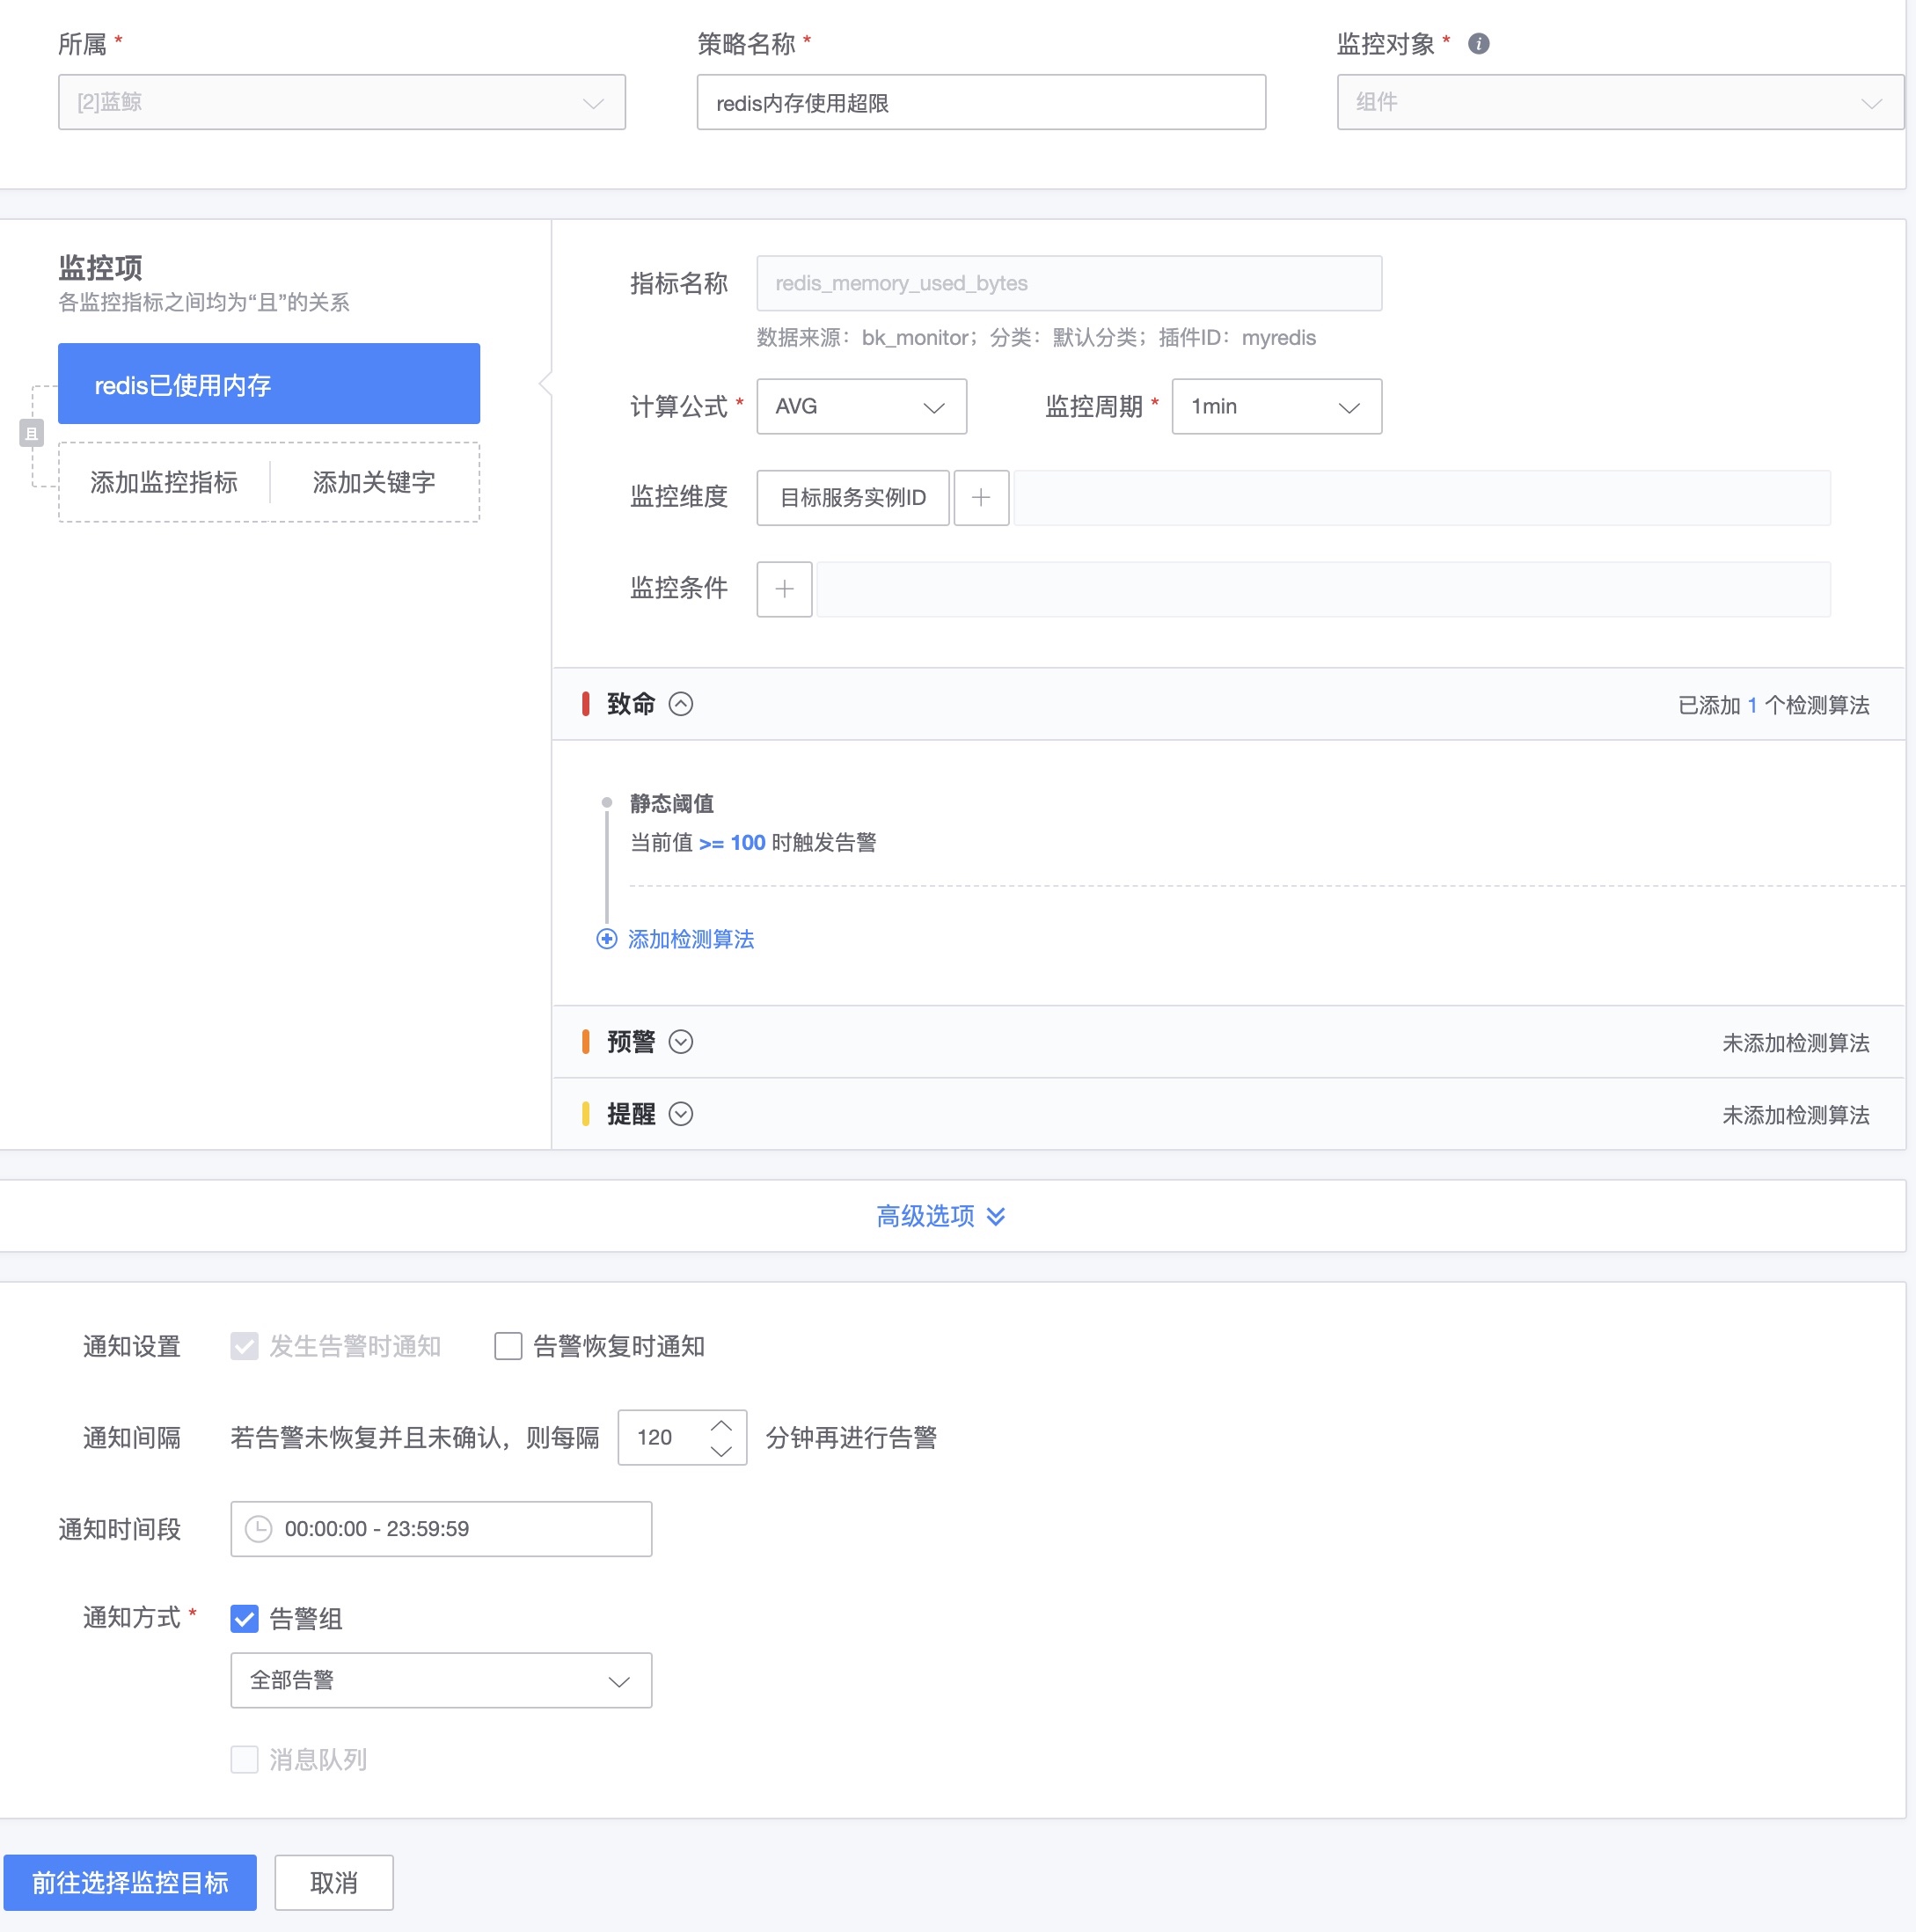 所属 *
策略名称 *
监控对象 *
[2]蓝鲸
redis内存使用超限
组件
监控项
各监控指标之间均为“且”的关系
redis已使用内存
且
添加监控指标
添加关键字
指标名称
redis_memory_used_bytes
数据来源：bk_monitor；分类：默认分类；插件ID：myredis
计算公式 *
AVG
监控周期 *
1min
监控维度
目标服务实例ID
监控条件
致命
已添加 1 个检测算法
静态阈值
当前值 >= 100 时触发告警
添加检测算法
预警
未添加检测算法
提醒
未添加检测算法
高级选项
通知设置
发生告警时通知
告警恢复时通知
通知间隔
若告警未恢复并且未确认，则每隔 120 分钟再进行告警
通知时间段
00:00:00 - 23:59:59
通知方式 *
告警组
全部告警
消息队列
前往选择监控目标
取消